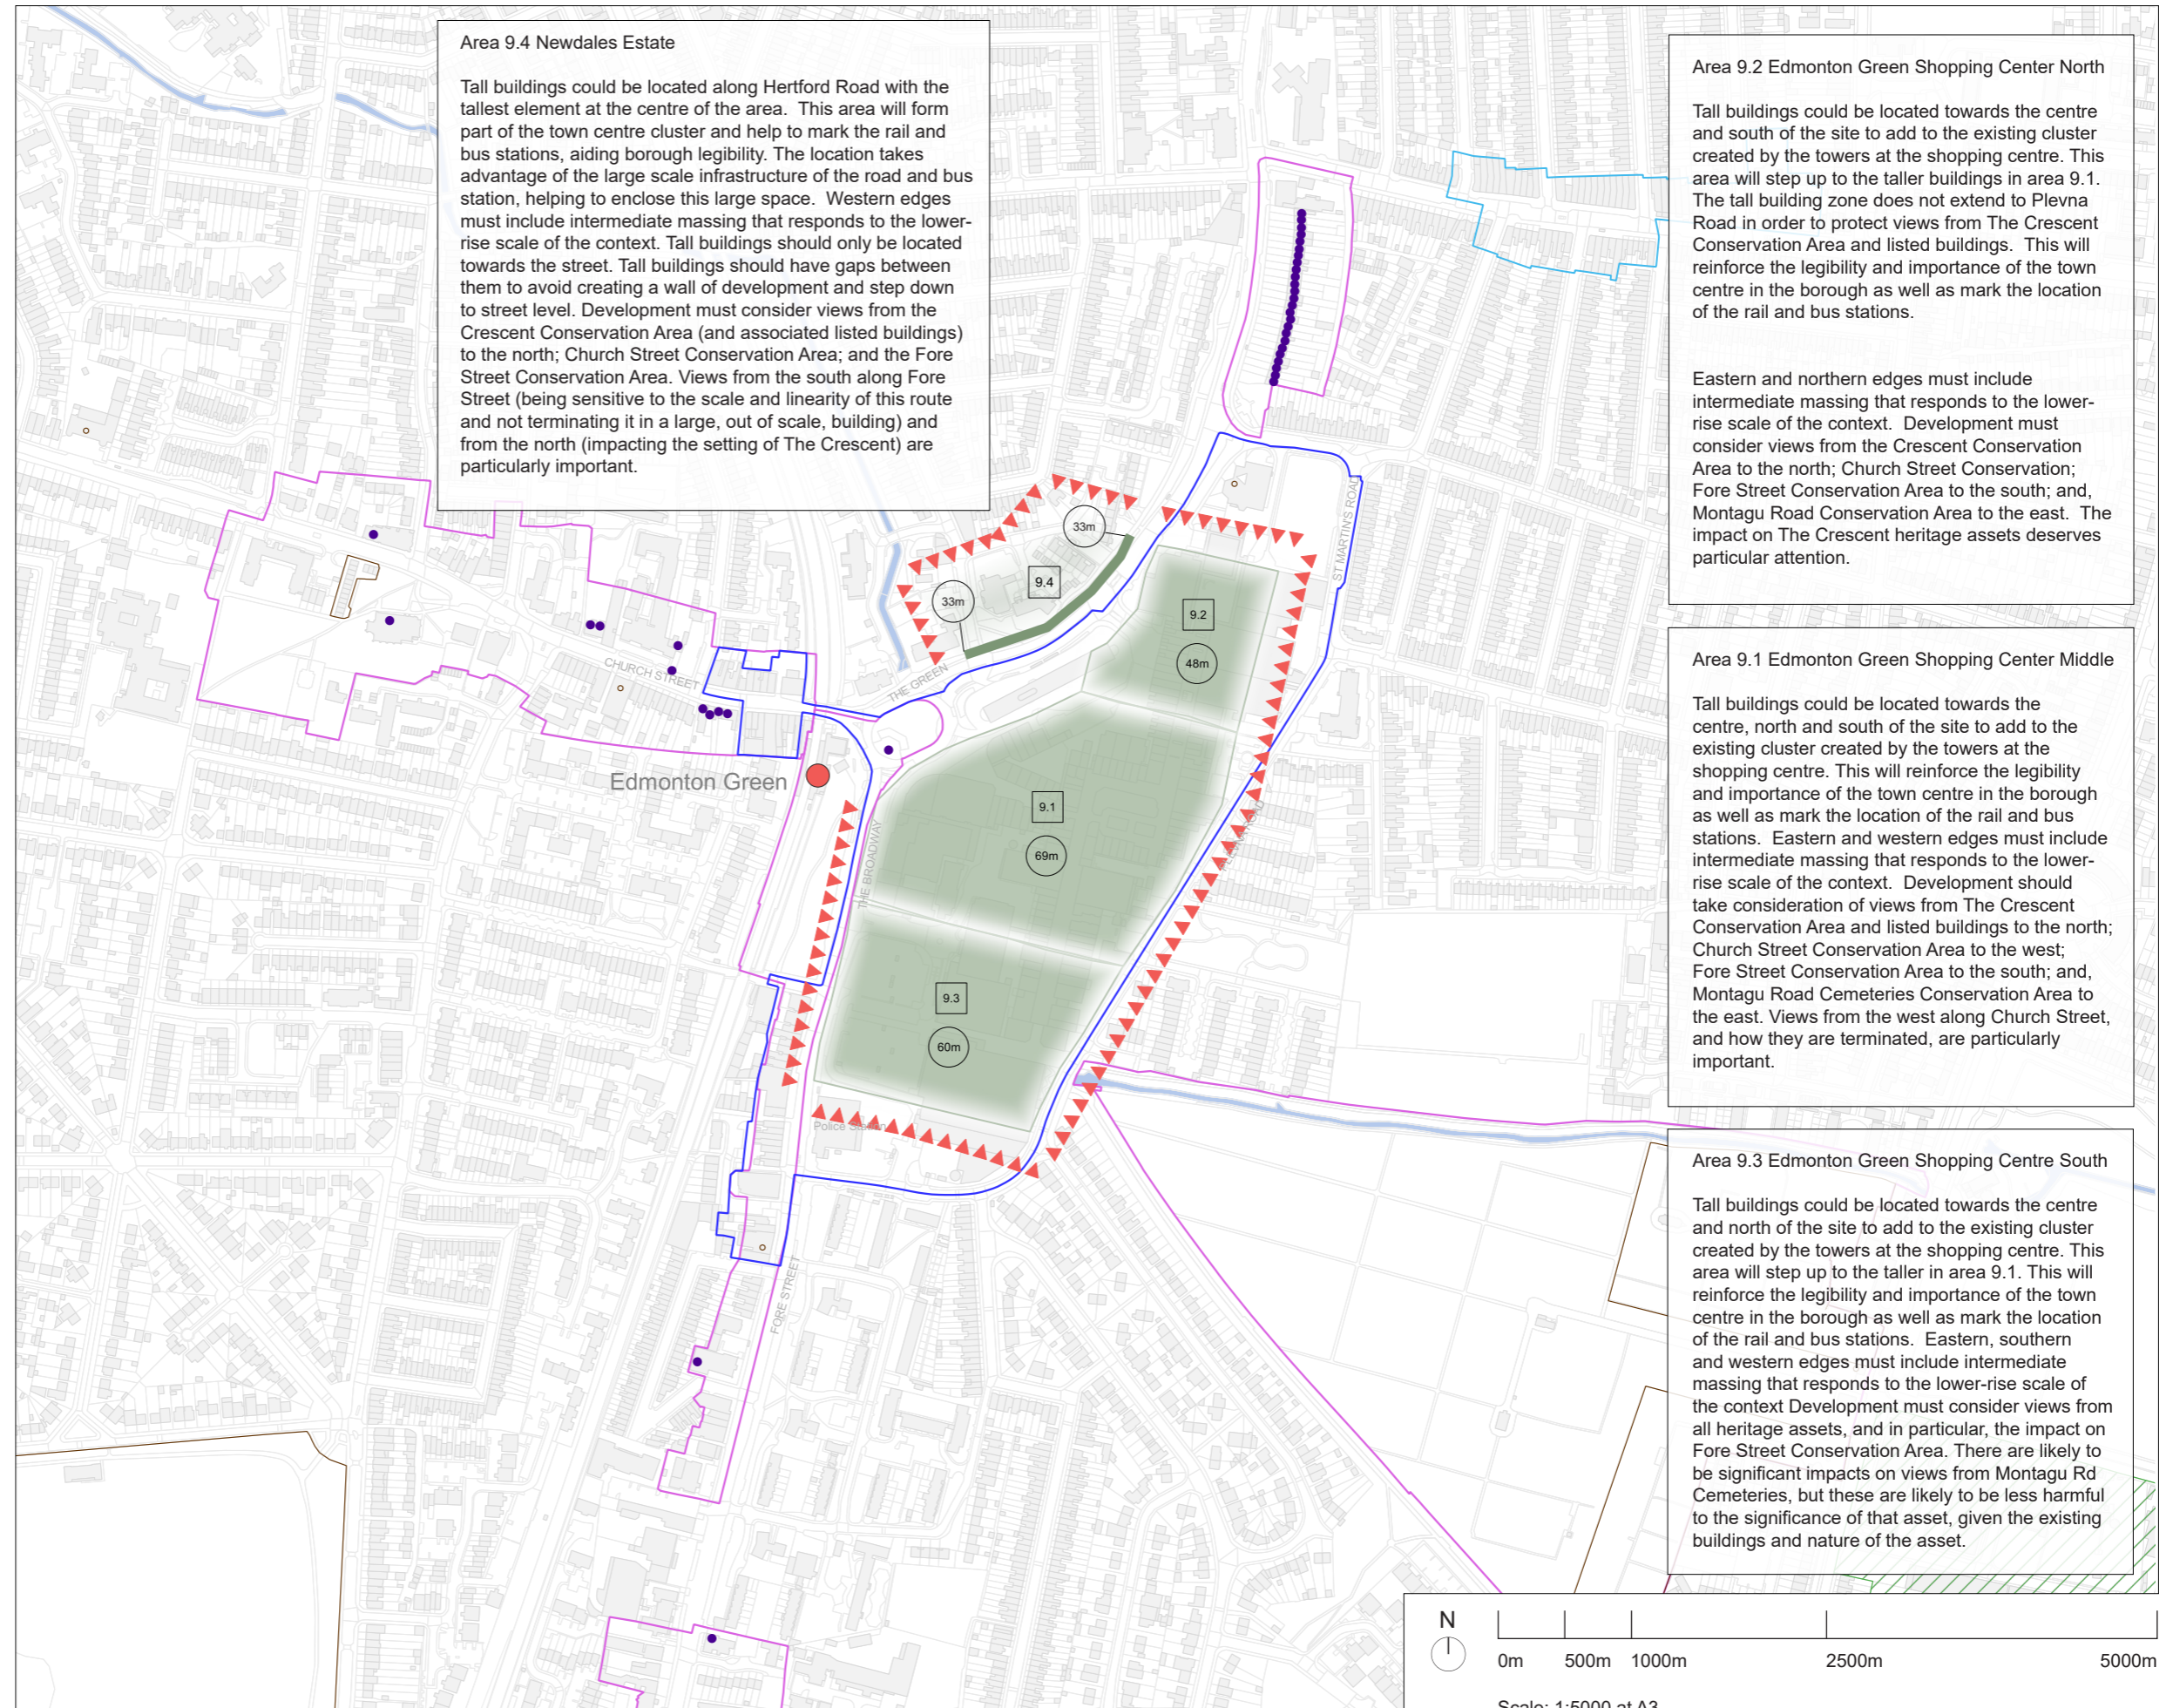 Area 9.4 Newdales Estate
Tall buildings could be located along Hertford Road with the
tallest element at the centre of the area.  This area will form
part of the town centre cluster and help to mark the rail and
bus stations, aiding borough legibility. The location takes
advantage of the large scale infrastructure of the road and bus
station, helping to enclose this large space.  Western edges
must include intermediate massing that responds to the lower-
rise scale of the context. Tall buildings should only be located
towards the street. Tall buildings should have gaps between
them to avoid creating a wall of development and step down
to street level. Development must consider views from the
Crescent Conservation Area (and associated listed buildings)
to the north; Church Street Conservation Area; and the Fore
Street Conservation Area. Views from the south along Fore
Street (being sensitive to the scale and linearity of this route
and not terminating it in a large, out of scale, building) and
from the north (impacting the setting of The Crescent) are
particularly important.
Area 9.2 Edmonton Green Shopping Center North
Tall buildings could be located towards the centre
and south of the site to add to the existing cluster
created by the towers at the shopping centre. This
area will step up to the taller buildings in area 9.1.
The tall building zone does not extend to Plevna
Road in order to protect views from The Crescent
Conservation Area and listed buildings.  This will
reinforce the legibility and importance of the town
centre in the borough as well as mark the location
of the rail and bus stations.
Eastern and northern edges must include
intermediate massing that responds to the lower-
rise scale of the context.  Development must
consider views from the Crescent Conservation
Area to the north; Church Street Conservation;
Fore Street Conservation Area to the south; and,
Montagu Road Conservation Area to the east.  The
impact on The Crescent heritage assets deserves
particular attention.
Area 9.1 Edmonton Green Shopping Center Middle
Tall buildings could be located towards the
centre, north and south of the site to add to the
existing cluster created by the towers at the
shopping centre. This will reinforce the legibility
and importance of the town centre in the borough
as well as mark the location of the rail and bus
stations.  Eastern and western edges must include
intermediate massing that responds to the lower-
rise scale of the context.  Development should
take consideration of views from The Crescent
Conservation Area and listed buildings to the north;
Church Street Conservation Area to the west;
Fore Street Conservation Area to the south; and,
Montagu Road Cemeteries Conservation Area to
the east. Views from the west along Church Street,
and how they are terminated, are particularly
important.
Area 9.3 Edmonton Green Shopping Centre South
Tall buildings could be located towards the centre
and north of the site to add to the existing cluster
created by the towers at the shopping centre. This
area will step up to the taller in area 9.1. This will
reinforce the legibility and importance of the town
centre in the borough as well as mark the location
of the rail and bus stations.  Eastern, southern
and western edges must include intermediate
massing that responds to the lower-rise scale of
the context Development must consider views from
all heritage assets, and in particular, the impact on
Fore Street Conservation Area. There are likely to
be significant impacts on views from Montagu Rd
Cemeteries, but these are likely to be less harmful
to the significance of that asset, given the existing
buildings and nature of the asset.
33m
9.4
33m
9.2
48m
ST MARTIN'S ROAD
CHURCH STREET
THE GREEN
Edmonton Green
9.1
69m
THE BROADWAY
ROAD
9.3
60m
Police Station
FORE STREET
N
0m
500m
1000m
2500m
5000m
Scale: 1:5000 at A3